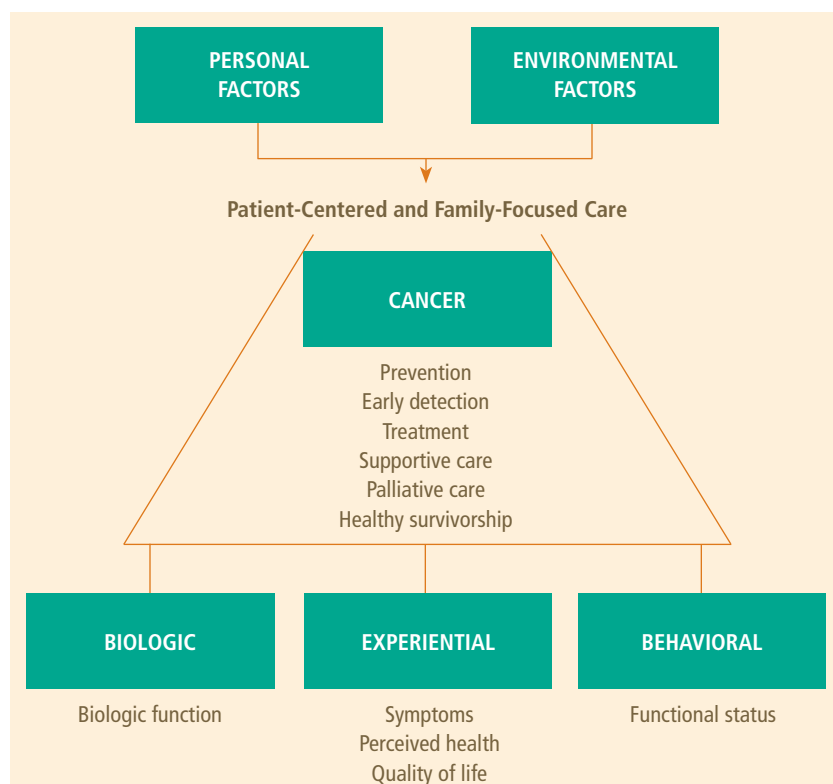 PERSONAL
FACTORS
ENVIRONMENTAL
FACTORS
Patient-Centered and Family-Focused Care
CANCER
Prevention
Early detection
Treatment
Supportive care
Palliative care
Healthy survivorship
BIOLOGIC
Biologic function
EXPERIENTIAL
Symptoms
Perceived health
Quality of life
BEHAVIORAL
Functional status